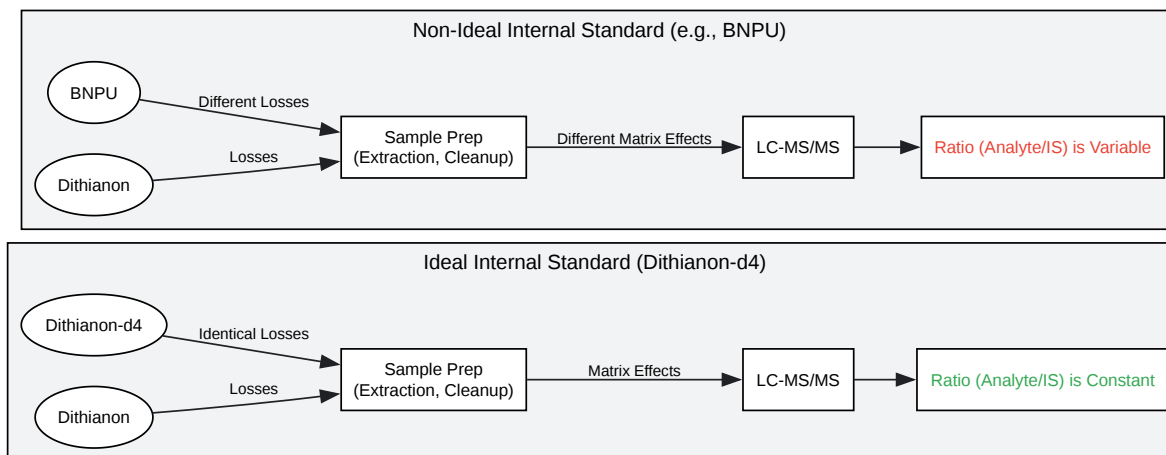 Non-Ideal Internal Standard (e.g., BNPU)
BNPU
Different Losses
Dithianon
Losses
Sample Prep
(Extraction, Cleanup)
Different Matrix Effects
LC-MS/MS
Ratio (Analyte/IS) is Variable
Ideal Internal Standard (Dithianon-d4)
Dithianon-d4
Identical Losses
Dithianon
Losses
Sample Prep
(Extraction, Cleanup)
Matrix Effects
LC-MS/MS
Ratio (Analyte/IS) is Constant